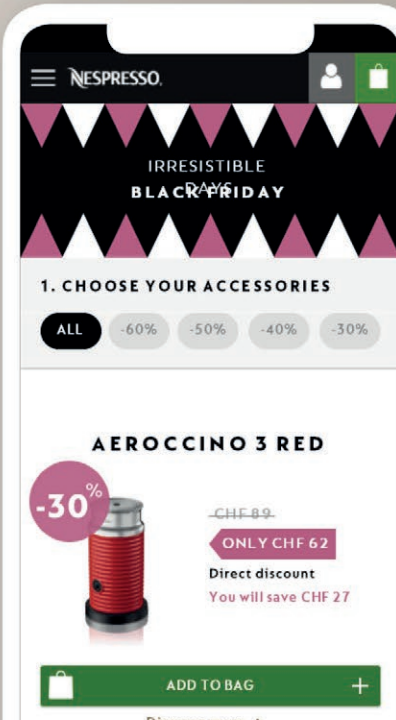 NESPRESSO.
IRRESISTIBLE
DAYS
BLACK FRIDAY
1. CHOOSE YOUR ACCESSORIES
ALL -60% -50% -40% -30%
AEROCCINO 3 RED
-30%
CHF 89
ONLY CHF 62
Direct discount
You will save CHF 27
ADD TO BAG +